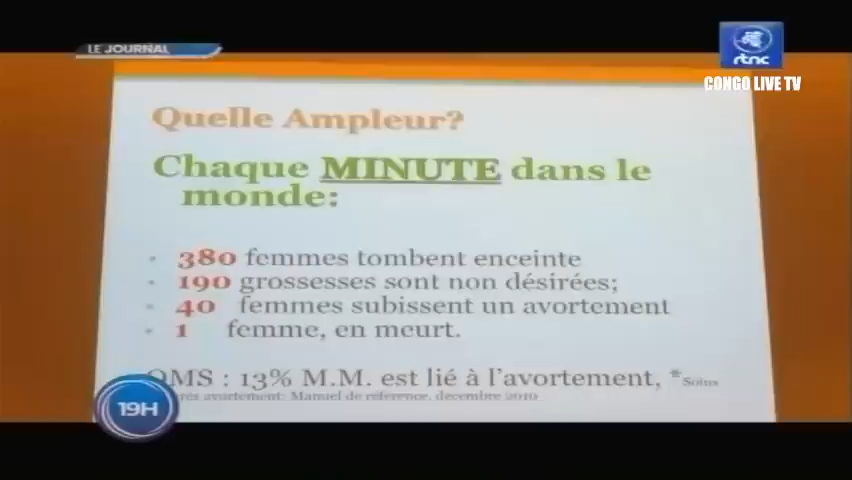 LE JOURNAL
rtnc
CONGO LIVE TV
Quelle Ampleur?
Chaque MINUTE dans le
monde:
• 380 femmes tombent enceinte
• 190 grossesses sont non désirées;
• 40 femmes subissent un avortement
• 1 femme, en meurt.
OMS : 13% M.M. est lié à l'avortement, *Soins
avortement: Manuel de référence, décembre 2010
19H